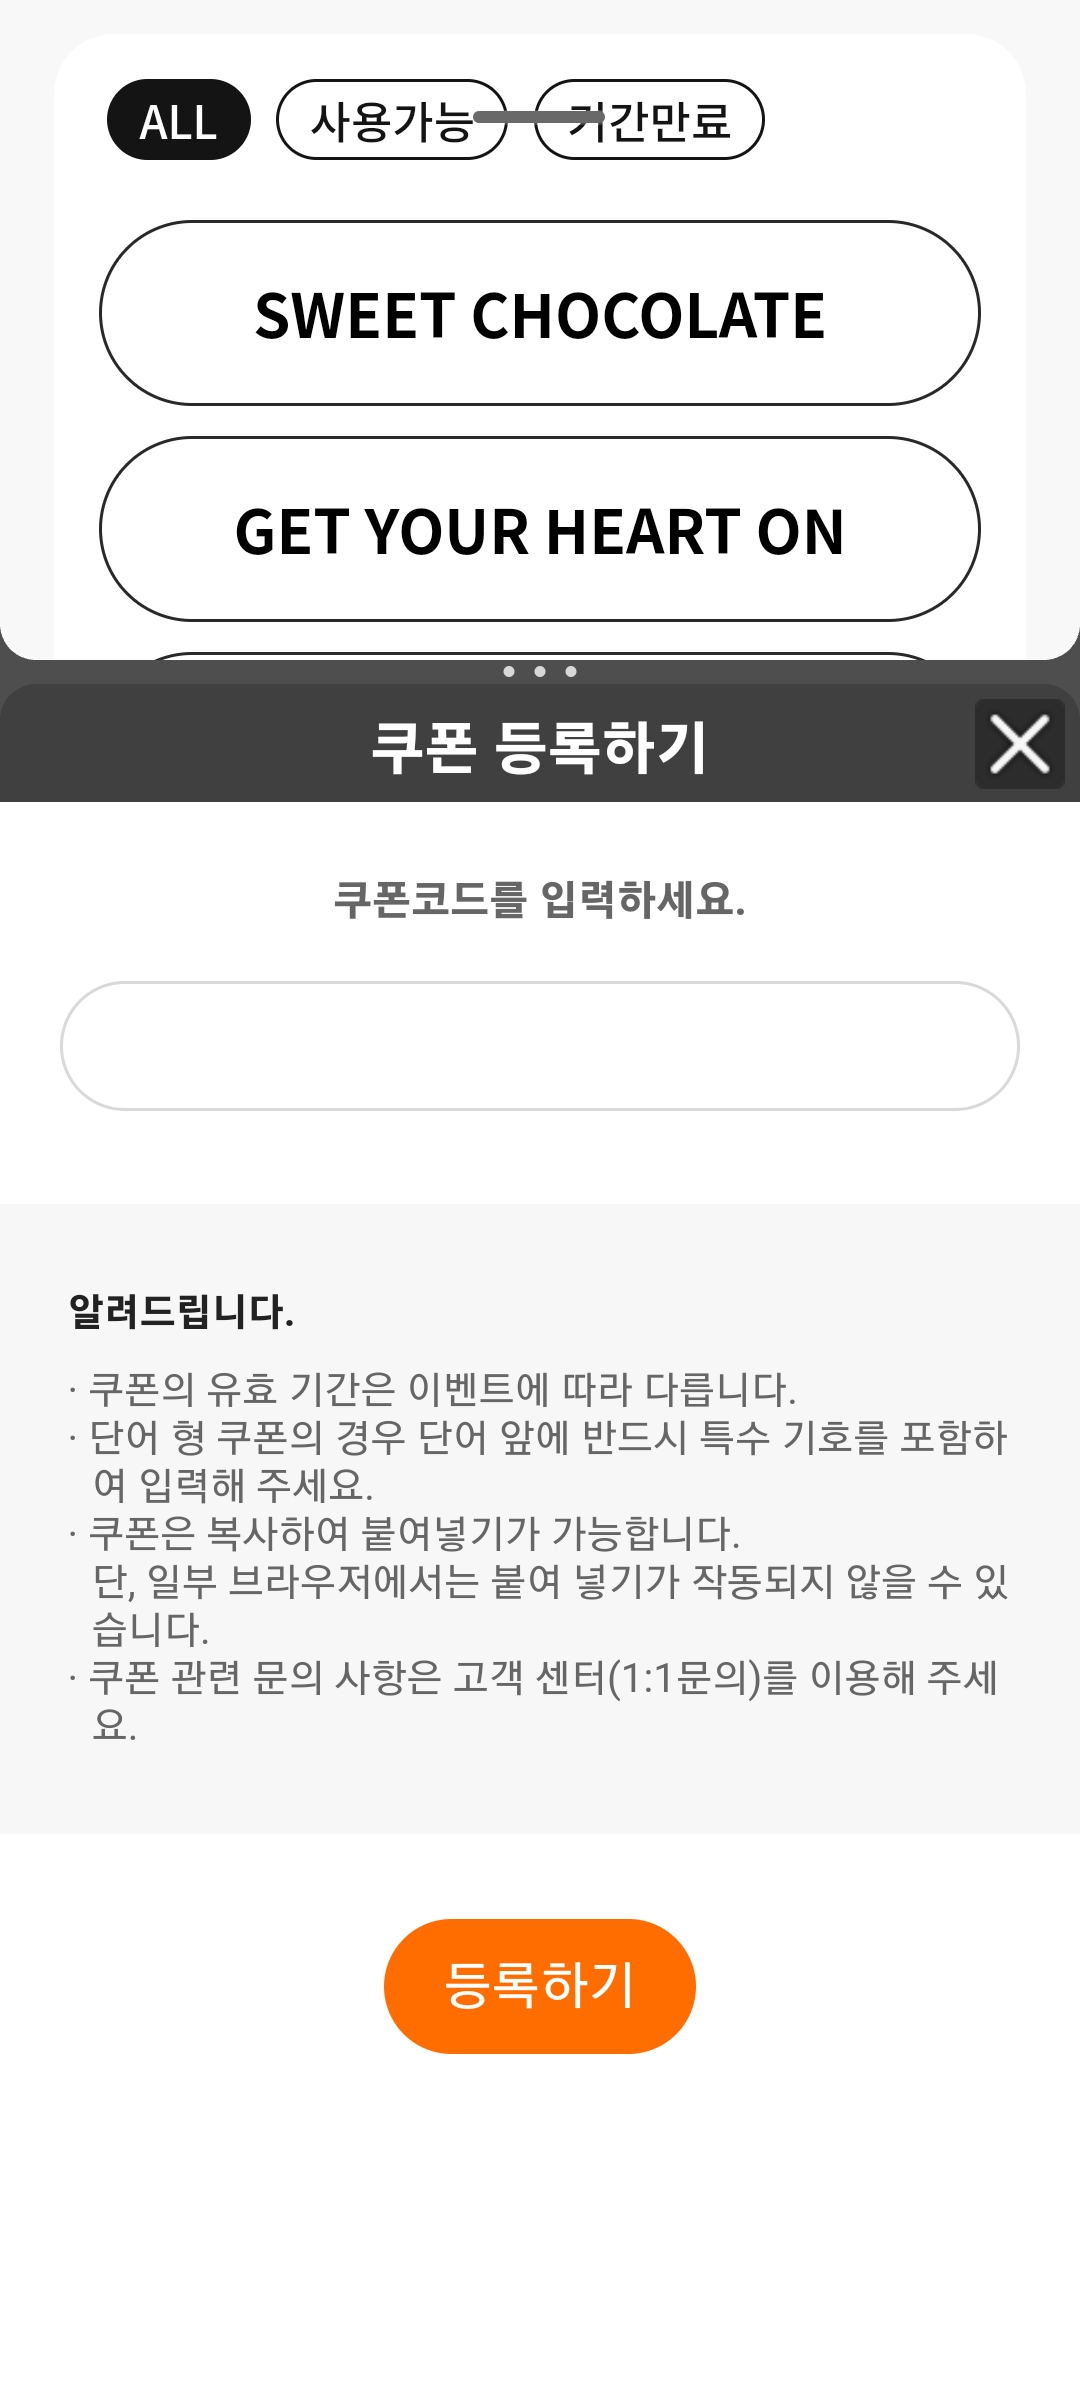 ALL 사용가능 기간만료
SWEET CHOCOLATE
GET YOUR HEART ON
쿠폰 등록하기
쿠폰코드를 입력하세요.
알려드립니다.
· 쿠폰의 유효 기간은 이벤트에 따라 다릅니다.
· 단어 형 쿠폰의 경우 단어 앞에 반드시 특수 기호를 포함하
여 입력해 주세요.
· 쿠폰은 복사하여 붙여넣기가 가능합니다.
단, 일부 브라우저에서는 붙여 넣기가 작동되지 않을 수 있
습니다.
· 쿠폰 관련 문의 사항은 고객 센터(1:1문의)를 이용해 주세
요.
등록하기